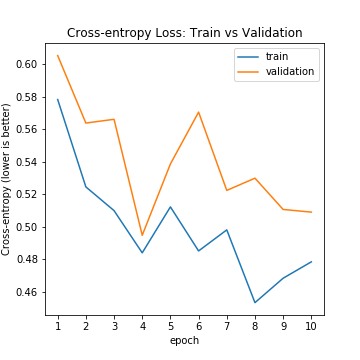 Cross-entropy Loss: Train vs Validation
train
validation
Cross-entropy (lower is better)
0.60
0.58
0.56
0.54
0.52
0.50
0.48
0.46
1 2 3 4 5 6 7 8 9 10
epoch